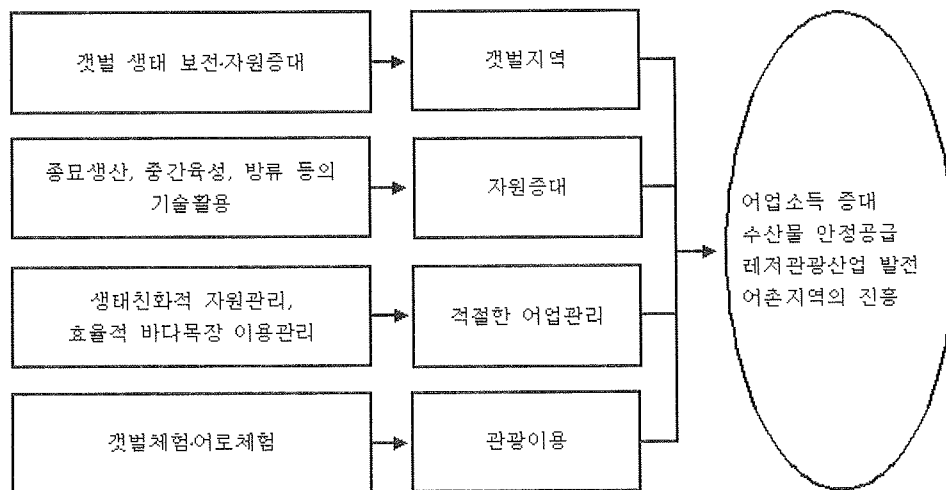 갯벌 생태 보전·자원증대
갯벌지역
종묘생산, 중간육성, 방류 등의
기술활용
자원증대
생태친화적 자원관리,
효율적 바다목장 이용관리
적절한 어업관리
갯벌체험·어로체험
관광이용
어업소득 증대
수산물 안정공급
레저관광산업 발전
어촌지역의 진흥